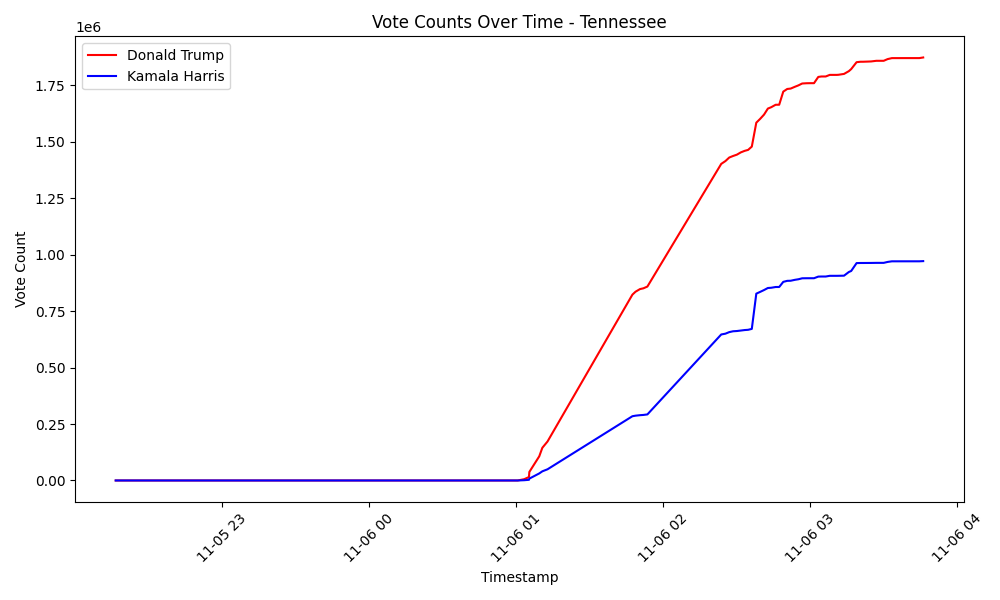 Vote Counts Over Time - Tennessee
1e6
Donald Trump
Kamala Harris
1.75
1.50
1.25
1.00
0.75
0.50
0.25
0.00
Vote Count
11-05 23
11-06 00
11-06 01
11-06 02
11-06 03
11-06 04
Timestamp